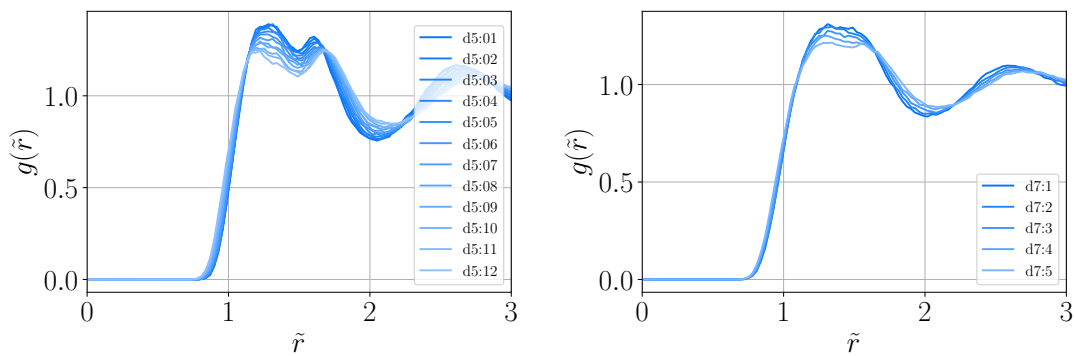 g(r̃)
1.0
0.5
0.0
0
1
2
3
r̃
d5:01
d5:02
d5:03
d5:04
d5:05
d5:06
d5:07
d5:08
d5:09
d5:10
d5:11
d5:12
g(r̃)
1.0
0.5
0.0
0
1
2
3
r̃
d7:1
d7:2
d7:3
d7:4
d7:5